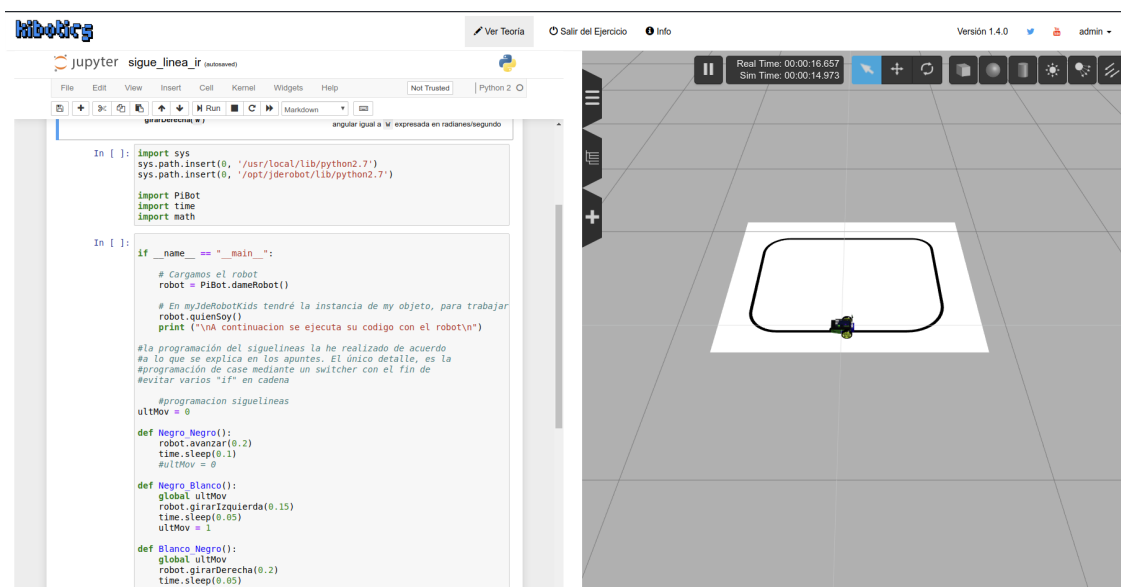 kibotics
Ver Teoría
Salir del Ejercicio
Info
Versión 1.4.0
admin
jupyter sigue_linea_ir (autosaved)
File Edit View Insert Cell Kernel Widgets Help
Not Trusted
Python 2
Run
Markdown
girarDerecha(W)
angular igual a W expresada en radianes/segundo
In [ ]: import sys
sys.path.insert(0, '/usr/local/lib/python2.7')
sys.path.insert(0, '/opt/jderobot/lib/python2.7')
import PiBot
import time
import math
In [ ]:
if __name__ == "__main__":
# Cargamos el robot
robot = PiBot.dameRobot()
# En myJdeRobotKids tendré la instancia de my objeto, para trabajar
robot.quienSoy()
print ("\nA continuacion se ejecuta su codigo con el robot\n")
#la programación del siguelineas la he realizado de acuerdo
#a lo que se explica en los apuntes. El único detalle, es la
#programación de case mediante un switcher con el fin de
#evitar varios "if" en cadena
#programacion siguelineas
ultMov = 0
def Negro_Negro():
robot.avanzar(0.2)
time.sleep(0.1)
#ultMov = 0
def Negro_Blanco():
global ultMov
robot.girarIzquierda(0.15)
time.sleep(0.05)
ultMov = 1
def Blanco_Negro():
global ultMov
robot.girarDerecha(0.2)
time.sleep(0.05)
Real Time: 00:00:16.657
Sim Time: 00:00:14.973